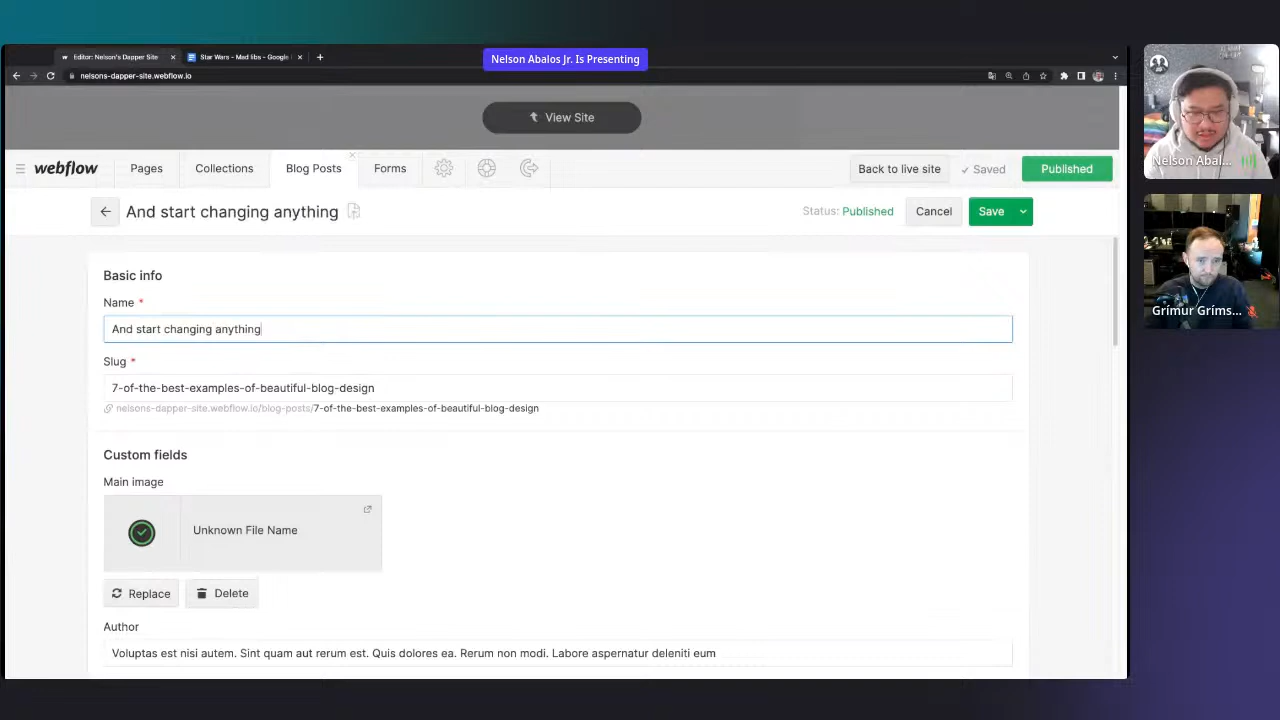 Editor: Nelson's Dapper Site
Star Wars - Mad libs - Google
Nelson Abalos Jr. Is Presenting
nelsons-dapper-site.webflow.io
View Site
webflow
Pages
Collections
Blog Posts
Forms
Back to live site
Saved
Published
And start changing anything
Status: Published
Cancel
Save
Basic info
Name *
And start changing anything
Slug *
7-of-the-best-examples-of-beautiful-blog-design
nelsons-dapper-site.webflow.io/blog-posts/7-of-the-best-examples-of-beautiful-blog-design
Custom fields
Main image
Unknown File Name
Replace
Delete
Author
Voluptas est nisi autem. Sint quam aut rerum est. Quis dolores ea. Rerum non modi. Labore aspernatur deleniti eum
Nelson Abal...
Grímur Gríms...